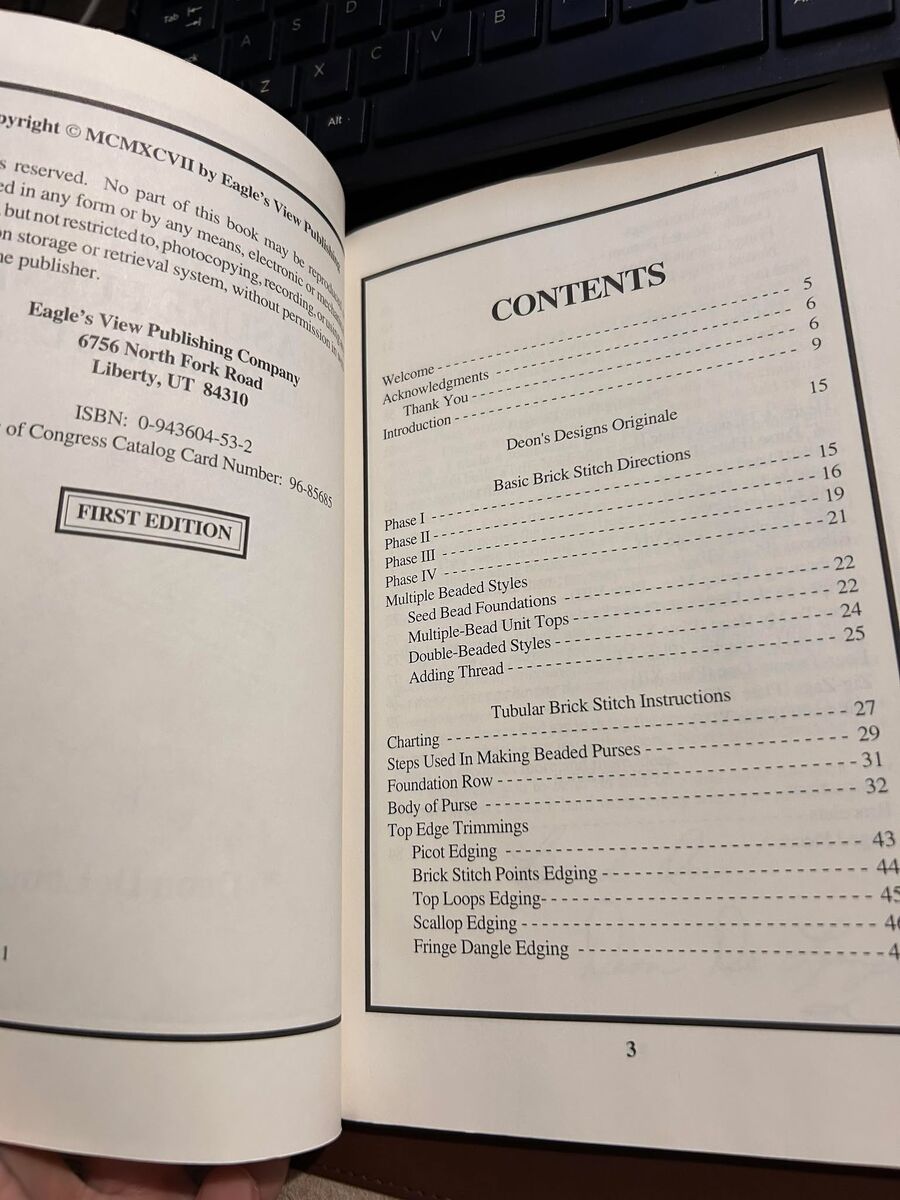 Tab
A
S
D
Z
X
C
V
B
Alt
Copyright © MCMXCVII by Eagle's View Publishing
reserved. No part of this book may be
in any form or by any means, electronic or
but not restricted to, photocopying, recording, or
storage or retrieval system, without permission in
publisher.
Eagle's View Publishing Company
6756 North Fork Road
Liberty, UT 84310
ISBN: 0-943604-53-2
of Congress Catalog Card Number: 96-85685
FIRST EDITION
1
CONTENTS
Welcome - - - 5
Acknowledgments - - - 6
Thank You - - - 6
Introduction - - - 9
Deon's Designs Originale 15
Basic Brick Stitch Directions
Phase I - - - 15
Phase II - - - 16
Phase III - - - 19
Phase IV - - - 21
Multiple Beaded Styles
Seed Bead Foundations - - - 22
Multiple-Bead Unit Tops - - - 22
Double-Beaded Styles - - - 24
Adding Thread - - - 25
Tubular Brick Stitch Instructions
Charting - - - 27
Steps Used In Making Beaded Purses - - - 29
Foundation Row - - - 31
Body of Purse - - - 32
Top Edge Trimmings
Picot Edging - - - 43
Brick Stitch Points Edging - - - 44
Top Loops Edging - - - 45
Scallop Edging - - -
Fringe Dangle Edging - - -
3